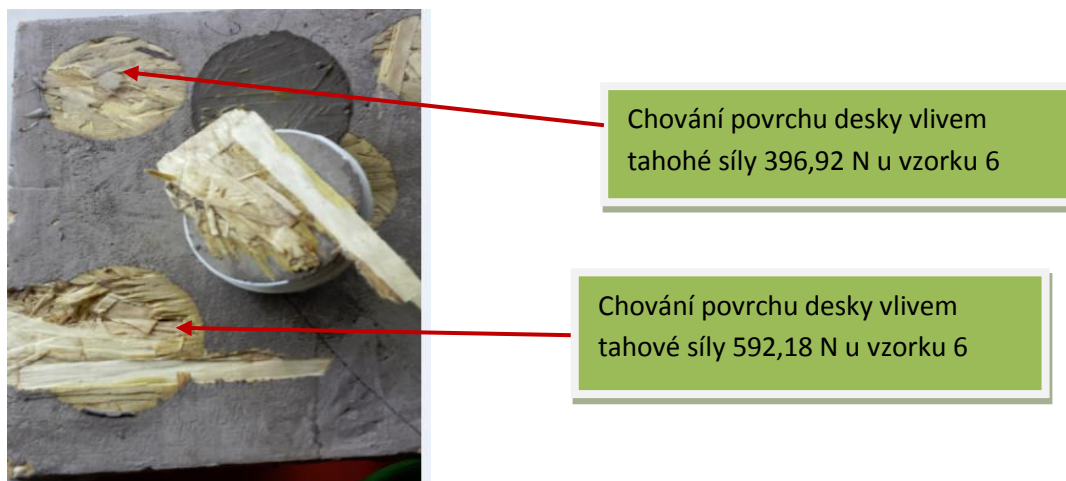 Chování povrchu desky vlivem
tahohé síly 396,92 N u vzorku 6
Chování povrchu desky vlivem
tahové síly 592,18 N u vzorku 6